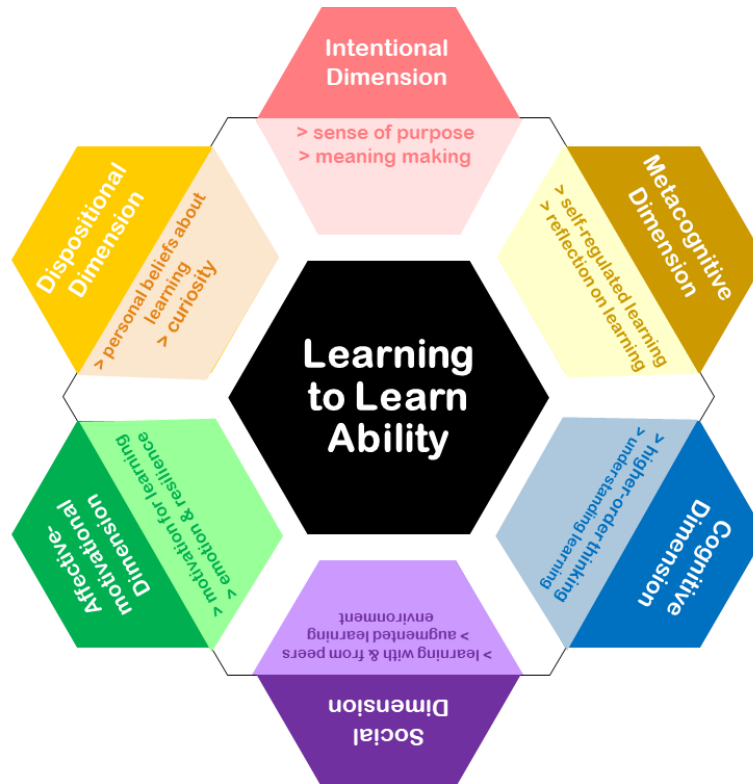 Intentional
Dimension
> sense of purpose
> meaning making
Metacognitive
Dimension
> self-regulated learning
> reflection on learning
Cognitive
Dimension
> higher-order thinking
> understanding learning
Social
Dimension
> learning with & from peers
> augmented learning
environment
Affective-
motivational
Dimension
> motivation for learning
> emotion & resilience
Dispositional
Dimension
> personal beliefs about
learning
> curiosity
Learning
to Learn
Ability